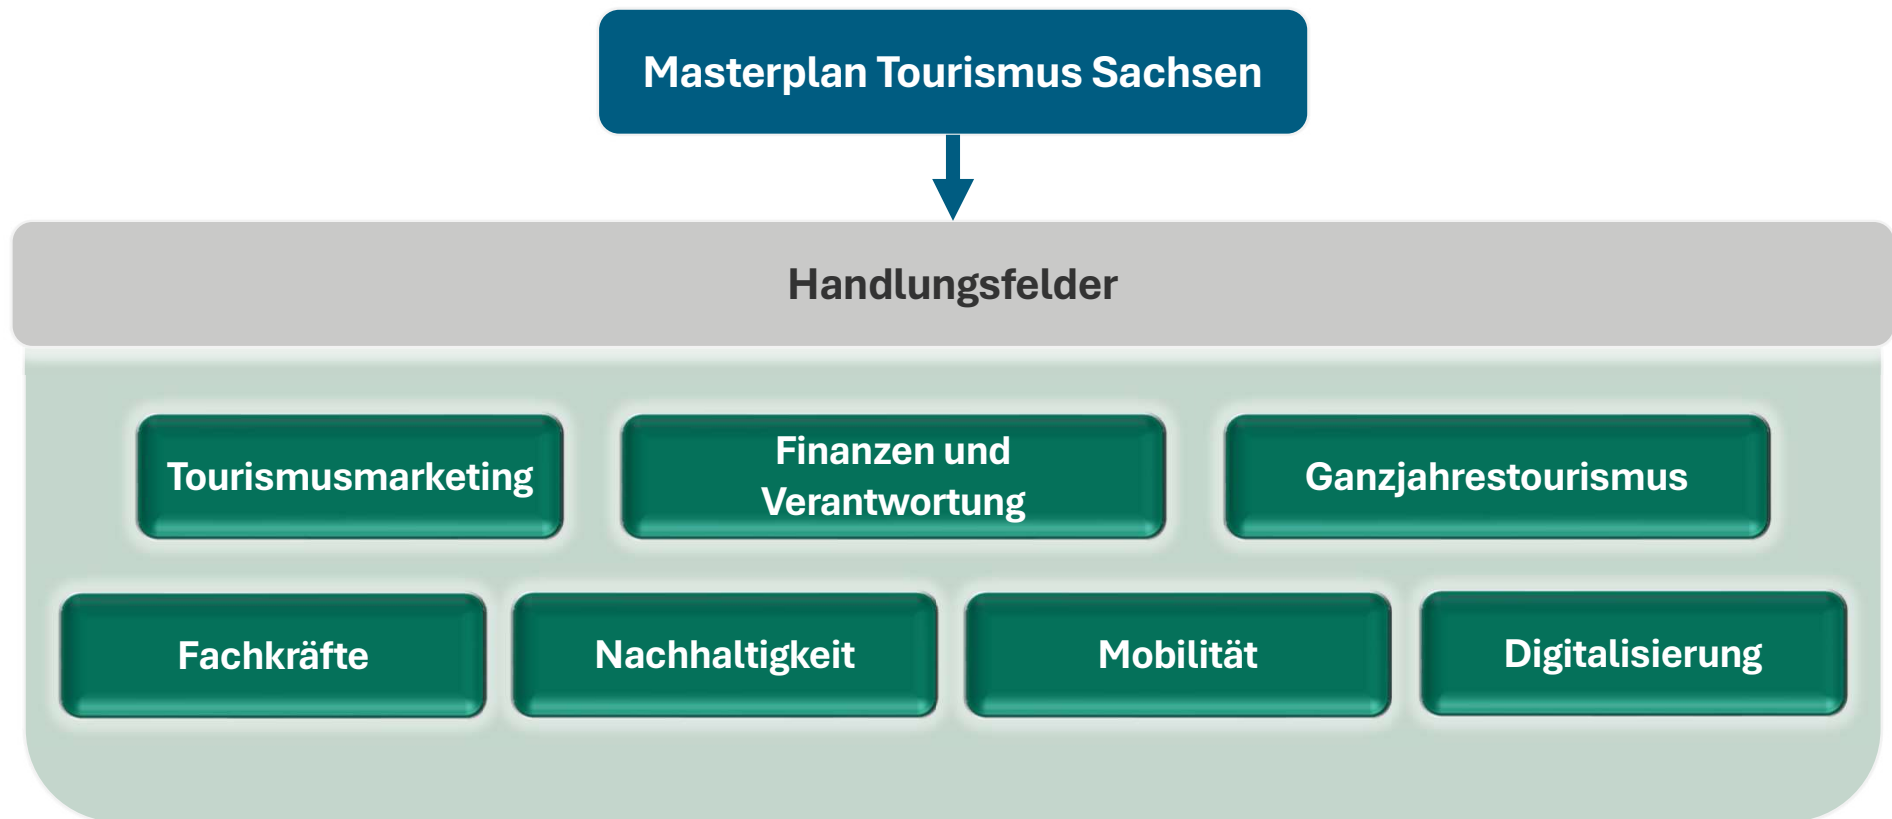 Masterplan Tourismus Sachsen
Handlungsfelder
Tourismusmarketing
Finanzen und
Verantwortung
Ganzjahrestourismus
Fachkräfte
Nachhaltigkeit
Mobilität
Digitalisierung